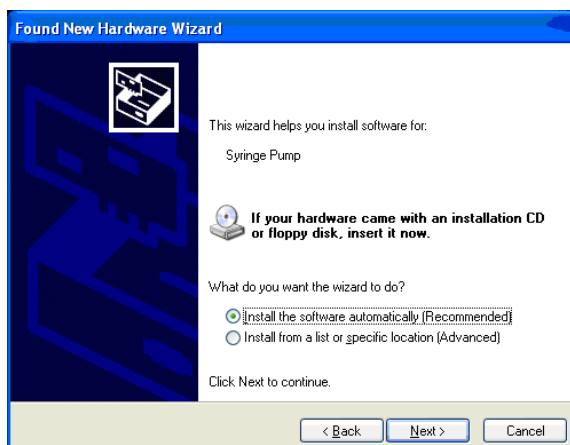 Found New Hardware Wizard
This wizard helps you install software for:
Syringe Pump
If your hardware came with an installation CD
or floppy disk, insert it now.
What do you want the wizard to do?
Install the software automatically (Recommended)
Install from a list or specific location (Advanced)
Click Next to continue.
< Back Next > Cancel